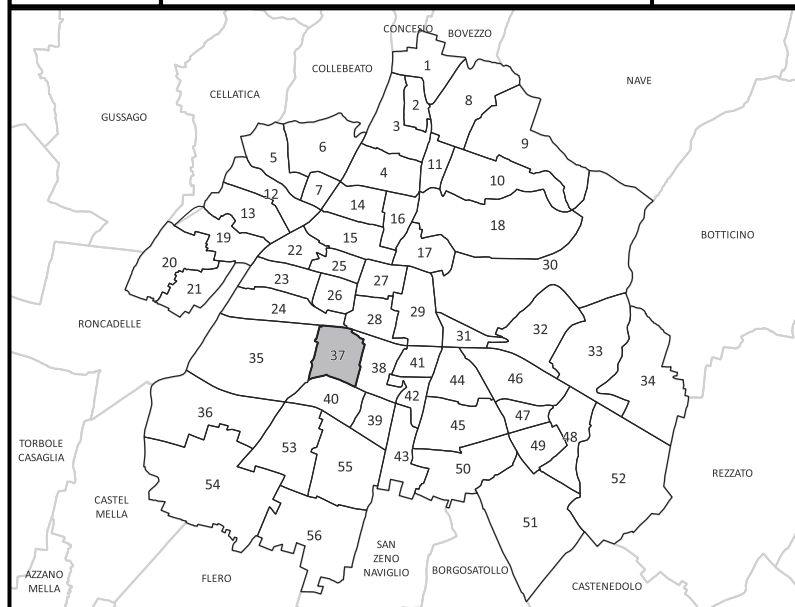 CONCESIO
BOVEZZO
1
COLLEBEATO
NAVE
CELLATICA
8
2
GUSSAGO
3
9
6
5
11
4
10
7
12
14
13
16
18
BOTTICINO
19
15
22
17
20
25
30
23
27
21
26
24
29
28
RONCADELLE
32
31
33
35
37
41
38
34
44
46
40
42
36
39
47
45
48
TORBOLE
CASAGLIA
49
53
43
55
50
REZZATO
52
54
CASTEL
MELLA
51
56
SAN
ZENO
NAVIGLIO
BORGOSATOLLO
AZZANO
MELLA
FLERO
CASTENEDOLO